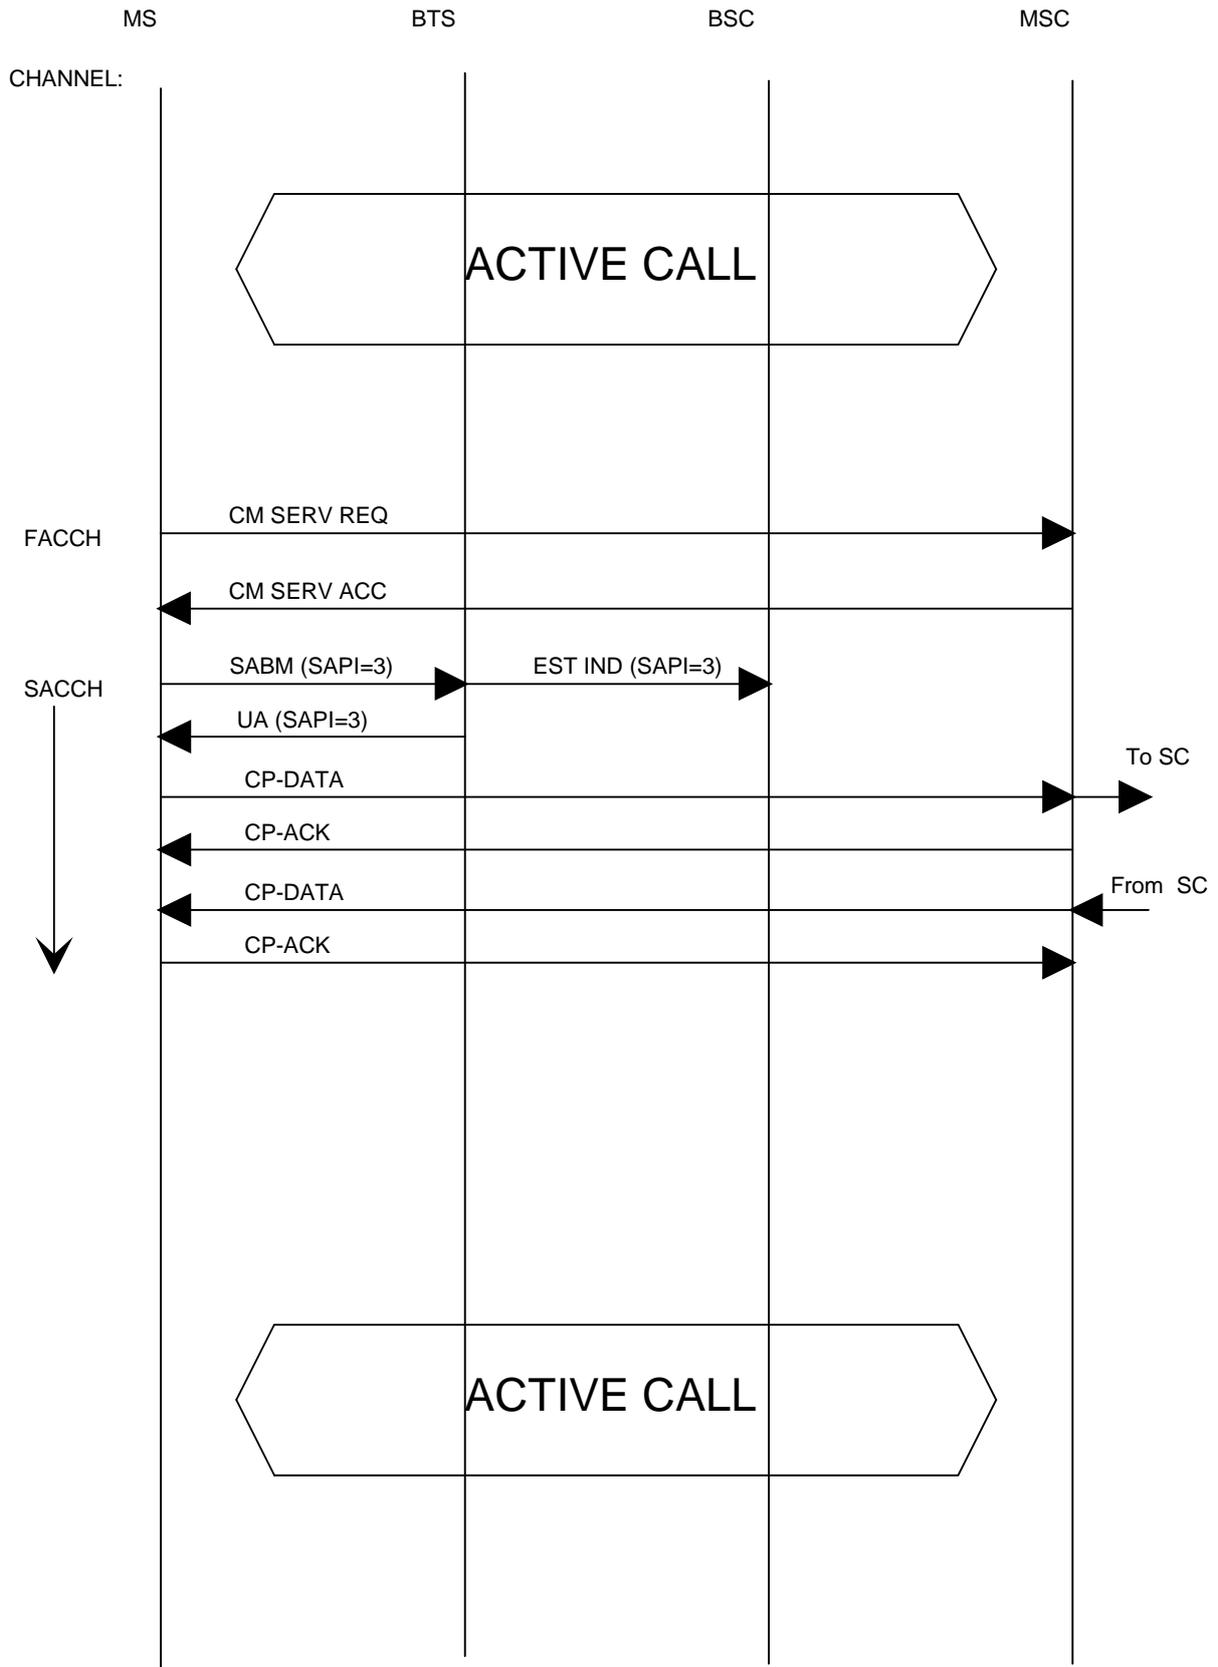 MS BTS BSC MSC
CHANNEL:
ACTIVE CALL
CM SERV REQ
FACCH
CM SERV ACC
SABM (SAPI=3) EST IND (SAPI=3)
SACCH
UA (SAPI=3)
To SC
CP-DATA
CP-ACK
From SC
CP-DATA
CP-ACK
ACTIVE CALL